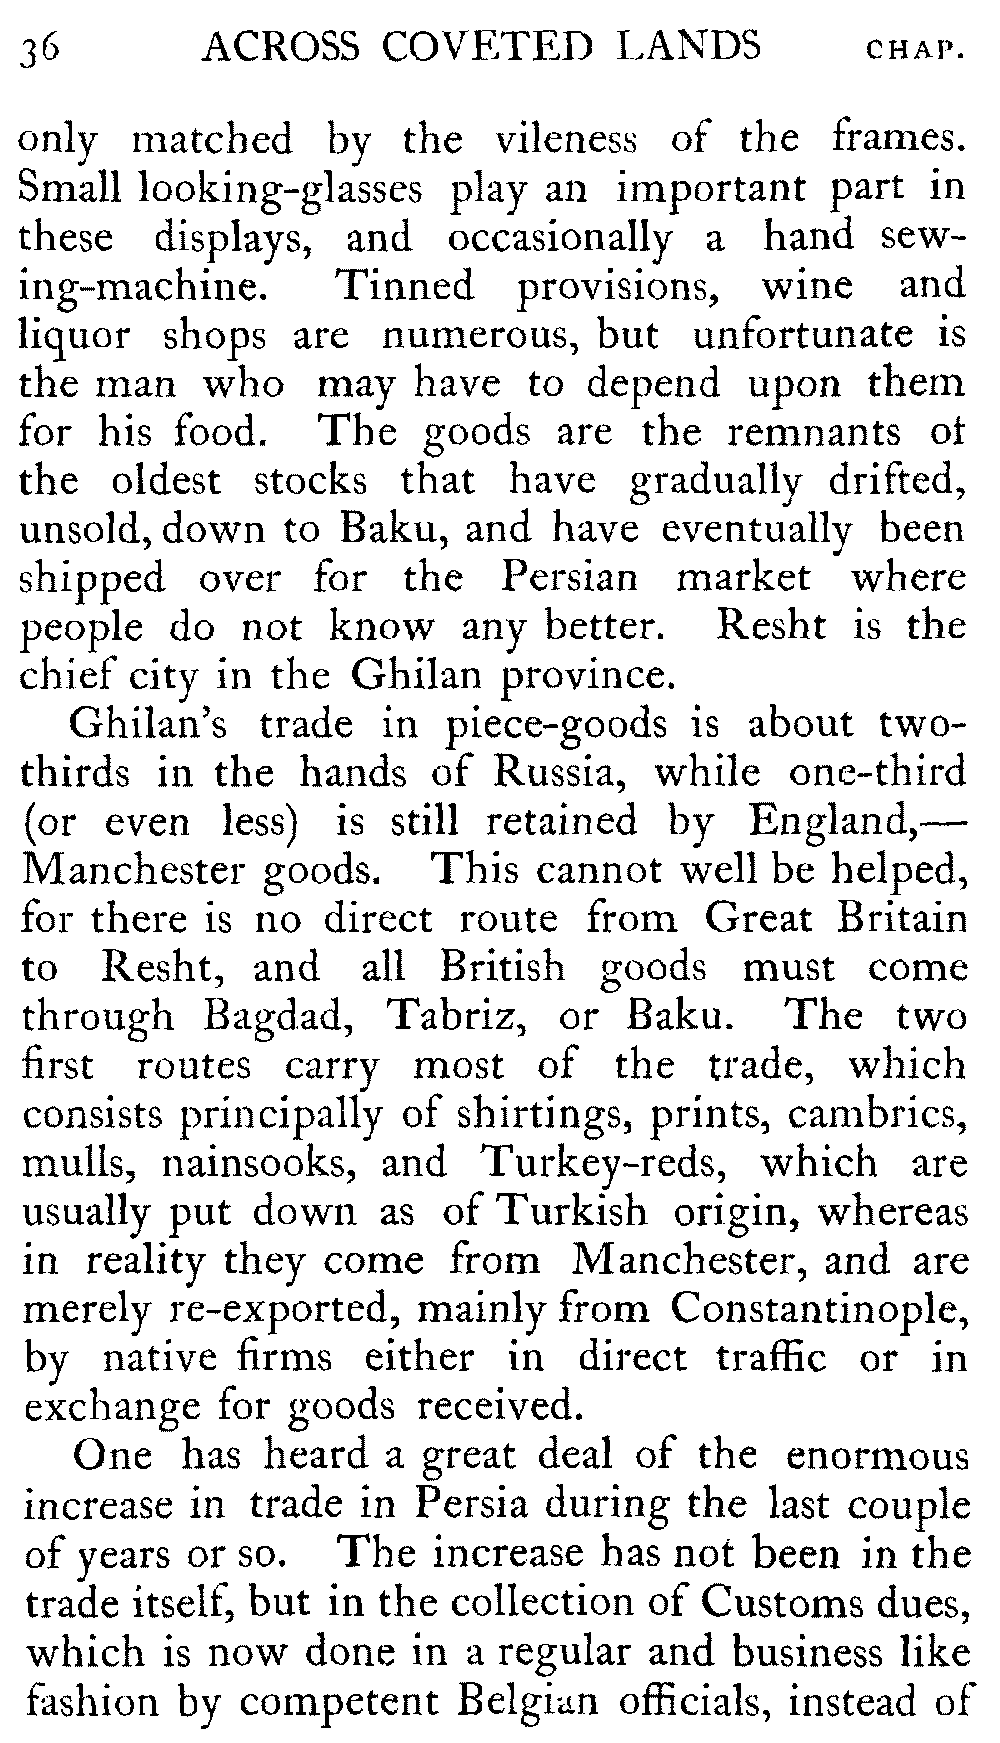 36 ACROSS COVETED LANDS CHAP.
only matched by the vileness of the frames.
Small looking-glasses play an important part in
these displays, and occasionally a hand sew-
ing-machine. Tinned provisions, wine and
liquor shops are numerous, but unfortunate is
the man who may have to depend upon them
for his food. The goods are the remnants of
the oldest stocks that have gradually drifted,
unsold, down to Baku, and have eventually been
shipped over for the Persian market where
people do not know any better. Resht is the
chief city in the Ghilan province.
Ghilan's trade in piece-goods is about two-
thirds in the hands of Russia, while one-third
(or even less) is still retained by England,—
Manchester goods. This cannot well be helped,
for there is no direct route from Great Britain
to Resht, and all British goods must come
through Bagdad, Tabriz, or Baku. The two
first routes carry most of the trade, which
consists principally of shirtings, prints, cambrics,
mulls, nainsooks, and Turkey-reds, which are
usually put down as of Turkish origin, whereas
in reality they come from Manchester, and are
merely re-exported, mainly from Constantinople,
by native firms either in direct traffic or in
exchange for goods received.
One has heard a great deal of the enormous
increase in trade in Persia during the last couple
of years or so. The increase has not been in the
trade itself, but in the collection of Customs dues,
which is now done in a regular and business like
fashion by competent Belgian officials, instead of